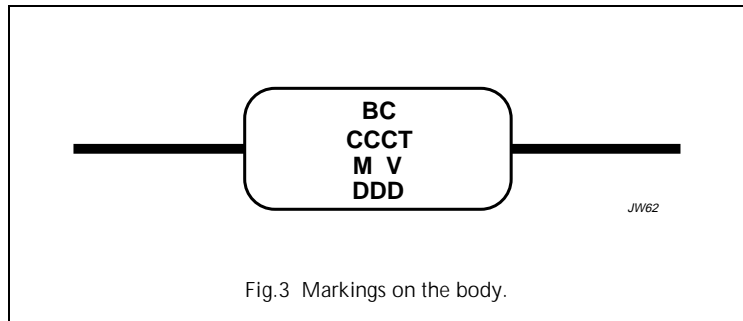 BC
CCCT
M V
DDD
JW62
Fig.3 Markings on the body.